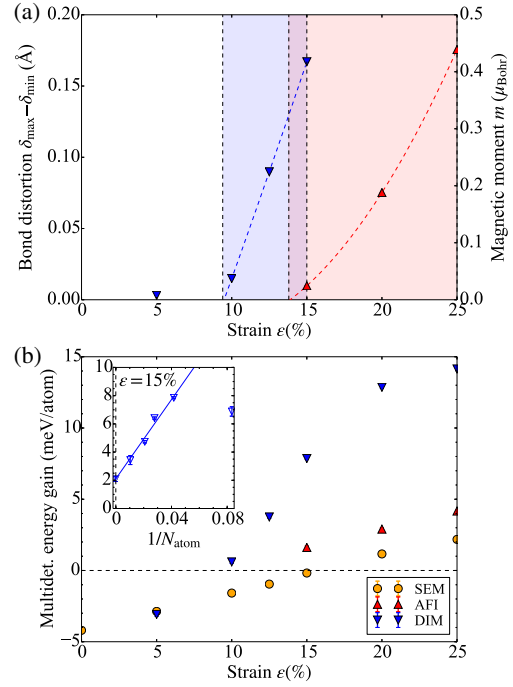 (a)
0.20
0.15
0.10
0.05
0.00
Bond distortion δmax−δmin (Å)
0.5
0.4
0.3
0.2
0.1
0.0
Magnetic moment m (μBohr)
0 5 10 15 20 25
Strain ε(%)
(b)
15
10
5
0
−5
Multidet. energy gain (meV/atom)
10
8
6
4
2
0
ε=15%
0 0.04 0.08
1/Natom
SEM
AFI
DIM
0 5 10 15 20 25
Strain ε(%)